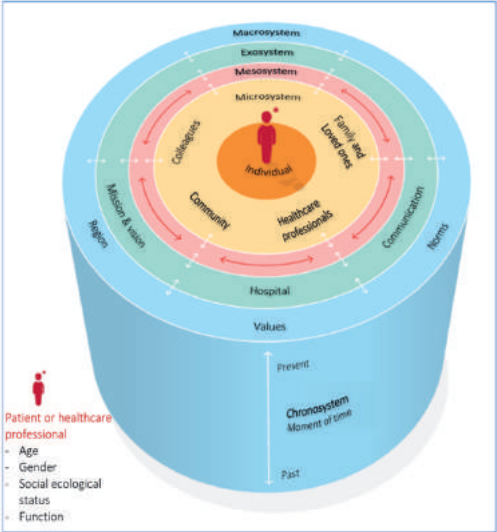 Macrosystem
Exosystem
Mesosystem
Microsystem
Colleagues
Family and
Loved ones
Individual
Community
Healthcare
professionals
Mission & vision
Communication
Region
Norms
Hospital
Values
Present
Chronosystem
Moment of time
Past
Patient or healthcare
professional
- Age
- Gender
- Social ecological
status
- Function